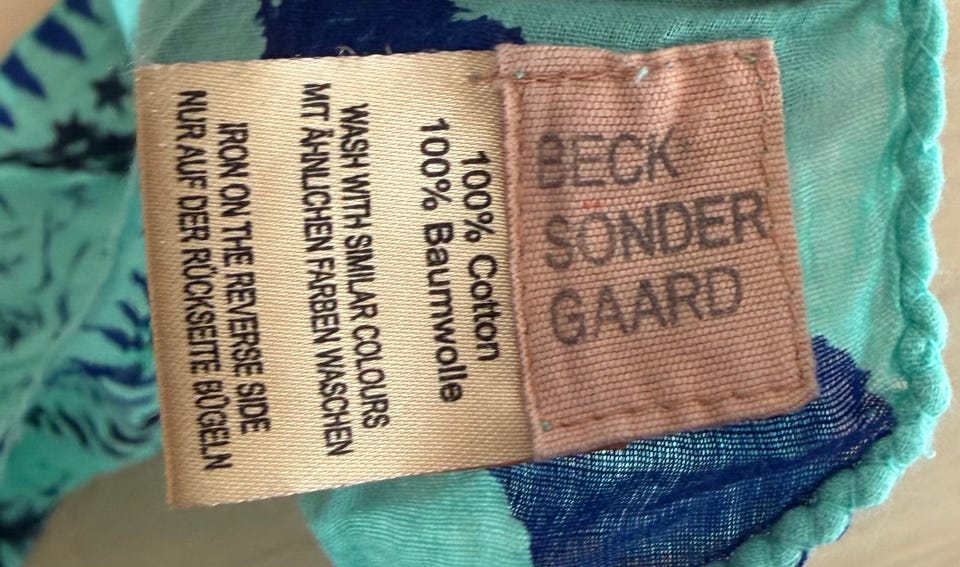 BECK
SONDER
GAARD
100% Cotton
100% Baumwolle
WASH WITH SIMILAR COLOURS
MIT ÄHNLICHEN FARBEN WASCHEN
IRON ON THE REVERSE SIDE
NUR AUF DER RÜCKSEITE BÜGELN